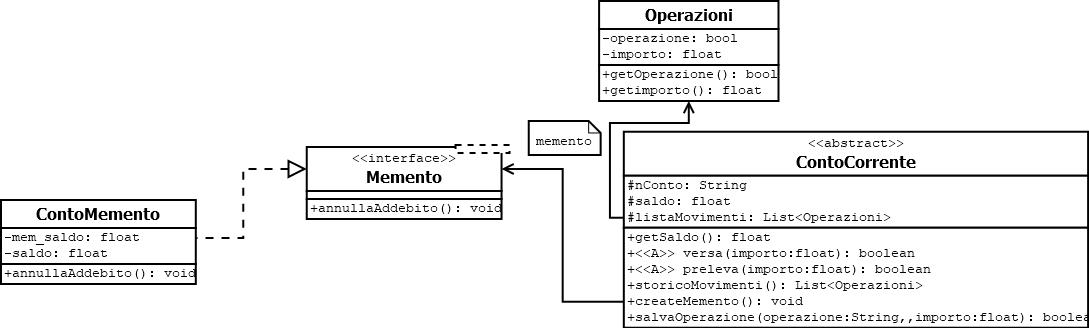 Operazioni
-operazione: bool
-importo: float
+getOperazione(): bool
+getimporto(): float
memento
<<interface>>
Memento
+annullaAddebito(): void
ContoMemento
-mem_saldo: float
-saldo: float
+annullaAddebito(): void
<<abstract>>
ContoCorrente
#nConto: String
#saldo: float
#listaMovimenti: List<Operazioni>
+getSaldo(): float
+<<A>> versa(importo:float): boolean
+<<A>> preleva(importo:float): boolean
+storicoMovimenti(): List<Operazioni>
+createMemento(): void
+salvaOperazione(operazione:String,,importo:float): boolea